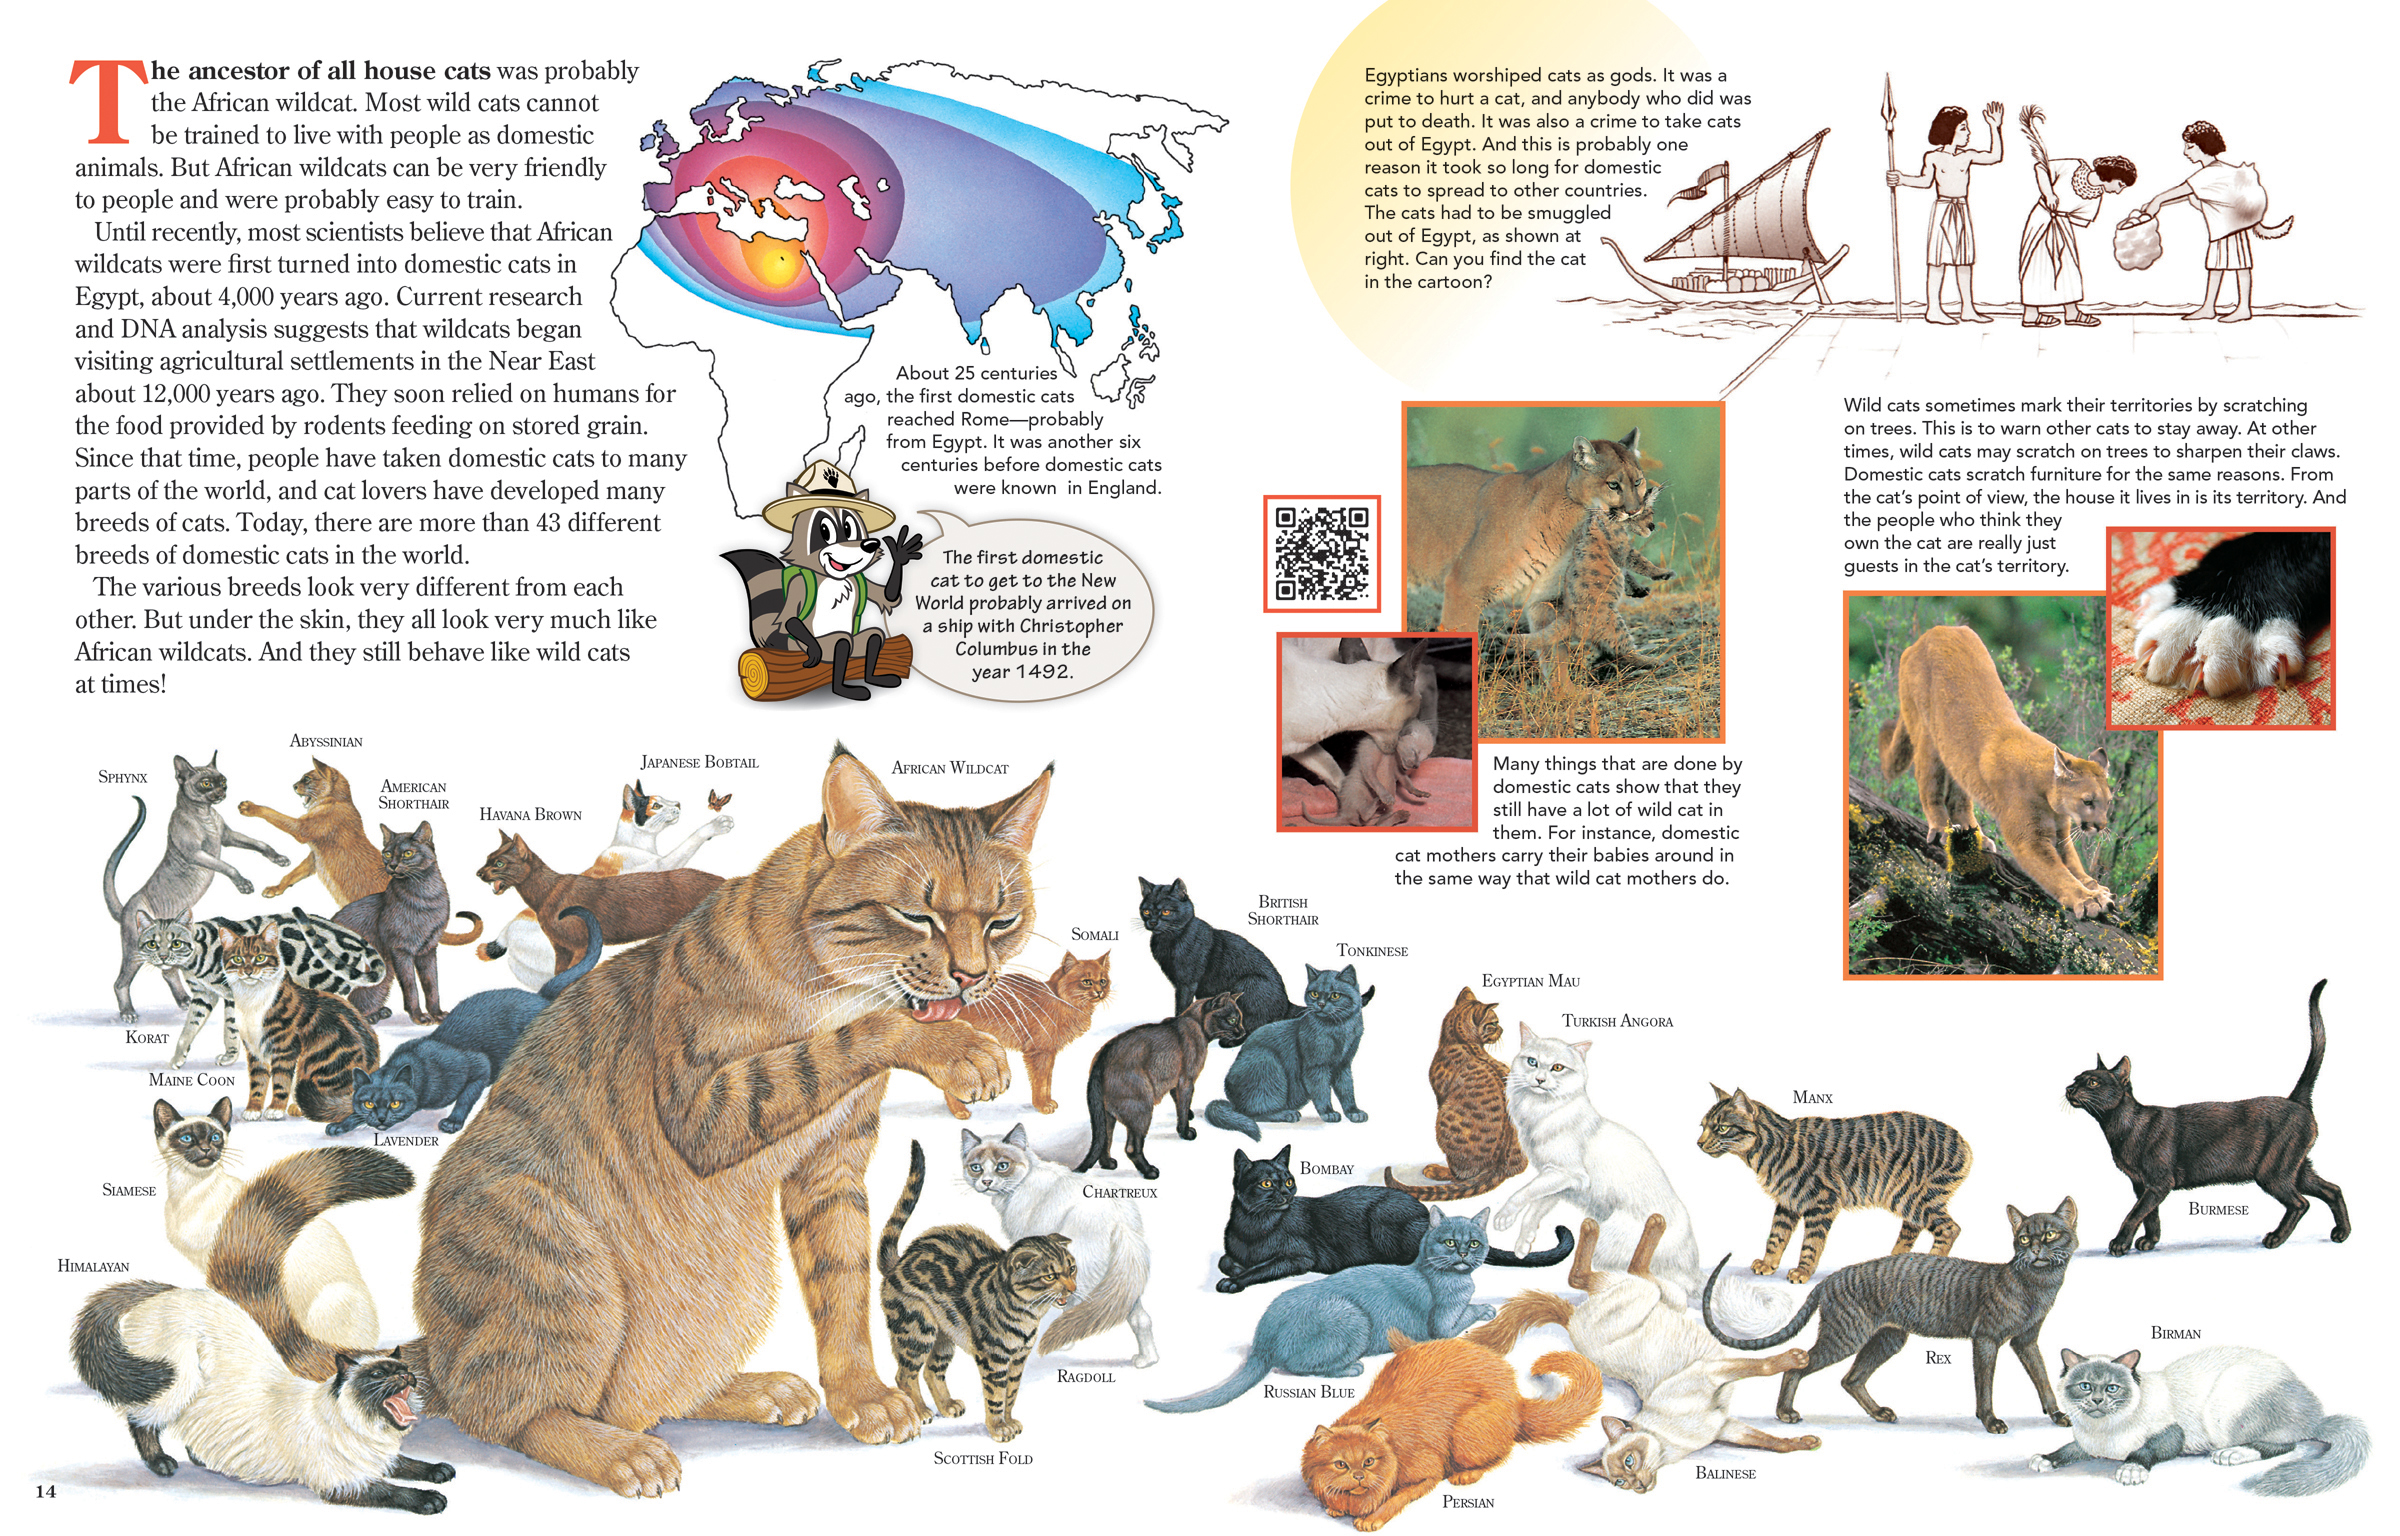 The ancestor of all house cats was probably
the African wildcat. Most wild cats cannot
be trained to live with people as domestic
animals. But African wildcats can be very friendly
to people and were probably easy to train.
Until recently, most scientists believe that African
wildcats were first turned into domestic cats in
Egypt, about 4,000 years ago. Current research
and DNA analysis suggests that wildcats began
visiting agricultural settlements in the Near East
about 12,000 years ago. They soon relied on humans for
the food provided by rodents feeding on stored grain.
Since that time, people have taken domestic cats to many
parts of the world, and cat lovers have developed many
breeds of cats. Today, there are more than 43 different
breeds of domestic cats in the world.
The various breeds look very different from each
other. But under the skin, they all look very much like
African wildcats. And they still behave like wild cats
at times!
About 25 centuries
ago, the first domestic cats
reached Rome—probably
from Egypt. It was another six
centuries before domestic cats
were known in England.
The first domestic
cat to get to the New
World probably arrived on
a ship with Christopher
Columbus in the
year 1492.
Egyptians worshiped cats as gods. It was a
crime to hurt a cat, and anybody who did was
put to death. It was also a crime to take cats
out of Egypt. And this is probably one
reason it took so long for domestic
cats to spread to other countries.
The cats had to be smuggled
out of Egypt, as shown at
right. Can you find the cat
in the cartoon?
Wild cats sometimes mark their territories by scratching
on trees. This is to warn other cats to stay away. At other
times, wild cats may scratch on trees to sharpen their claws.
Domestic cats scratch furniture for the same reasons. From
the cat's point of view, the house it lives in is its territory. And
the people who think they
own the cat are really just
guests in the cat's territory.
Many things that are done by
domestic cats show that they
still have a lot of wild cat in
them. For instance, domestic
cat mothers carry their babies around in
the same way that wild cat mothers do.
SPHYNX
ABYSSINIAN
AMERICAN
SHORTHAIR
HAVANA BROWN
JAPANESE BOBTAIL
AFRICAN WILDCAT
KORAT
MAINE COON
LAVENDER
SIAMESE
HIMALAYAN
SOMALI
BRITISH
SHORTHAIR
TONKINESE
CHARTREUX
RAGDOLL
SCOTTISH FOLD
EGYPTIAN MAU
TURKISH ANGORA
BOMBAY
RUSSIAN BLUE
PERSIAN
BALINESE
MANX
BURMESE
REX
BIRMAN
14